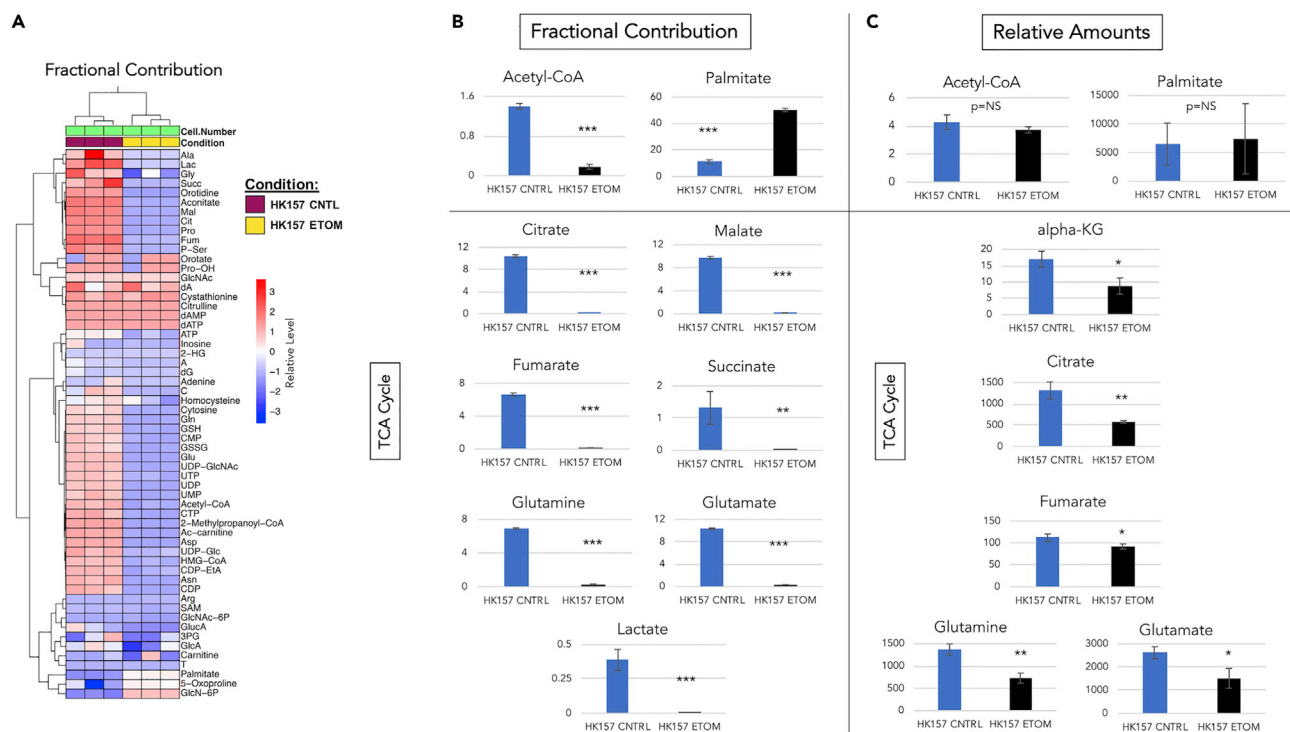 A
Fractional Contribution
Cell.Number
Condition
Ala
Lac
Gly
Succ
Orotidine
Aconitate
Mal
Cit
Pro
Fum
P-Ser
Orotate
Pro-OH
GlcNAc
dA
Cystathionine
Citrulline
dAMP
dATP
ATP
Inosine
2-HG
A
dG
Adenine
C
Homocysteine
Cytosine
Gln
GSH
CMP
GSSG
Glu
UDP-GlcNAc
UTP
UDP
UMP
Acetyl-CoA
CTP
2-Methylpropanoyl-CoA
Ac-carnitine
Asp
UDP-Glc
HMG-CoA
CDP-EtA
Asn
CDP
Arg
SAM
GlcNAc-6P
GlucA
3PG
GlcA
Carnitine
T
Palmitate
5-Oxoproline
GlcN-6P
Condition:
HK157 CNTL
HK157 ETOM
3
2
1
0
-1
-2
-3
Relative Level
B
Fractional Contribution
Acetyl-CoA
1.6
0.8
0
***
HK157 CNTRL HK157 ETOM
Palmitate
60
40
20
0
***
HK157 CNTRL HK157 ETOM
TCA Cycle
Citrate
12
8
4
0
***
HK157 CNTRL HK157 ETOM
Malate
12
8
4
0
***
HK157 CNTRL HK157 ETOM
Fumarate
8
4
0
***
HK157 CNTRL HK157 ETOM
Succinate
2
1
0
**
HK157 CNTRL HK157 ETOM
Glutamine
8
4
0
***
HK157 CNTRL HK157 ETOM
Glutamate
12
8
4
0
***
HK157 CNTRL HK157 ETOM
Lactate
0.5
0.25
0
***
HK157 CNTRL HK157 ETOM
C
Relative Amounts
Acetyl-CoA
p=NS
6
4
2
0
HK157 CNTRL HK157 ETOM
Palmitate
p=NS
15000
10000
5000
0
HK157 CNTRL HK157 ETOM
TCA Cycle
alpha-KG
20
15
10
5
0
*
HK157 CNTRL HK157 ETOM
Citrate
1500
1000
500
0
**
HK157 CNTRL HK157 ETOM
Fumarate
150
100
50
0
*
HK157 CNTRL HK157 ETOM
Glutamine
1500
1000
500
0
**
HK157 CNTRL HK157 ETOM
Glutamate
3000
2000
1000
0
*
HK157 CNTRL HK157 ETOM